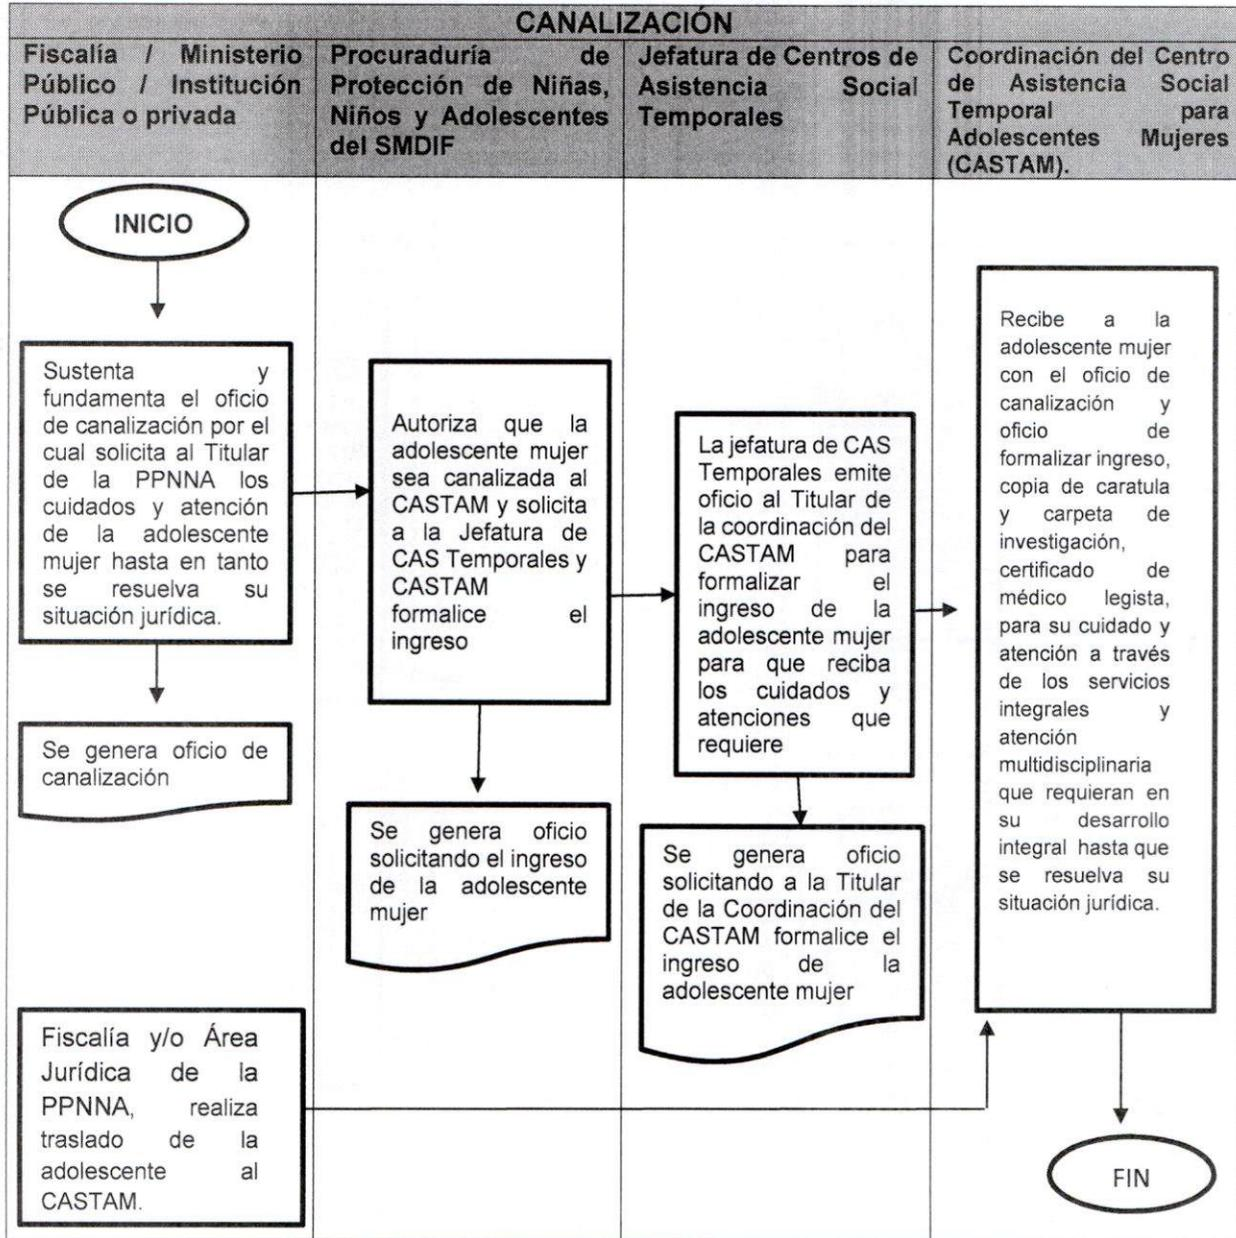 CANALIZACIÓN
Fiscalía / Ministerio
Público / Institución
Pública o privada
Procuraduría de
Protección de Niñas,
Niños y Adolescentes
del SMDIF
Jefatura de Centros de
Asistencia Social
Temporales
Coordinación del Centro
de Asistencia Social
Temporal para
Adolescentes Mujeres
(CASTAM).
INICIO
Sustenta y
fundamenta el oficio
de canalización por el
cual solicita al Titular
de la PPNNA los
cuidados y atención
de la adolescente
mujer hasta en tanto
se resuelva su
situación jurídica.
Se genera oficio de
canalización
Autoriza que la
adolescente mujer
sea canalizada al
CASTAM y solicita
a la Jefatura de
CAS Temporales y
CASTAM
formalice el
ingreso
Se genera oficio
solicitando el ingreso
de la adolescente
mujer
La jefatura de CAS
Temporales emite
oficio al Titular de
la coordinación del
CASTAM para
formalizar el
ingreso de la
adolescente mujer
para que reciba
los cuidados y
atenciones que
requiere
Se genera oficio
solicitando a la Titular
de la Coordinación del
CASTAM formalice el
ingreso de la
adolescente mujer
Recibe a la
adolescente mujer
con el oficio de
canalización y
oficio de
formalizar ingreso,
copia de caratula
y carpeta de
investigación,
certificado de
médico legista,
para su cuidado y
atención a través
de los servicios
integrales y
atención
multidisciplinaria
que requieran en
su desarrollo
integral hasta que
se resuelva su
situación jurídica.
Fiscalía y/o Área
Jurídica de la
PPNNA, realiza
traslado de la
adolescente al
CASTAM.
FIN